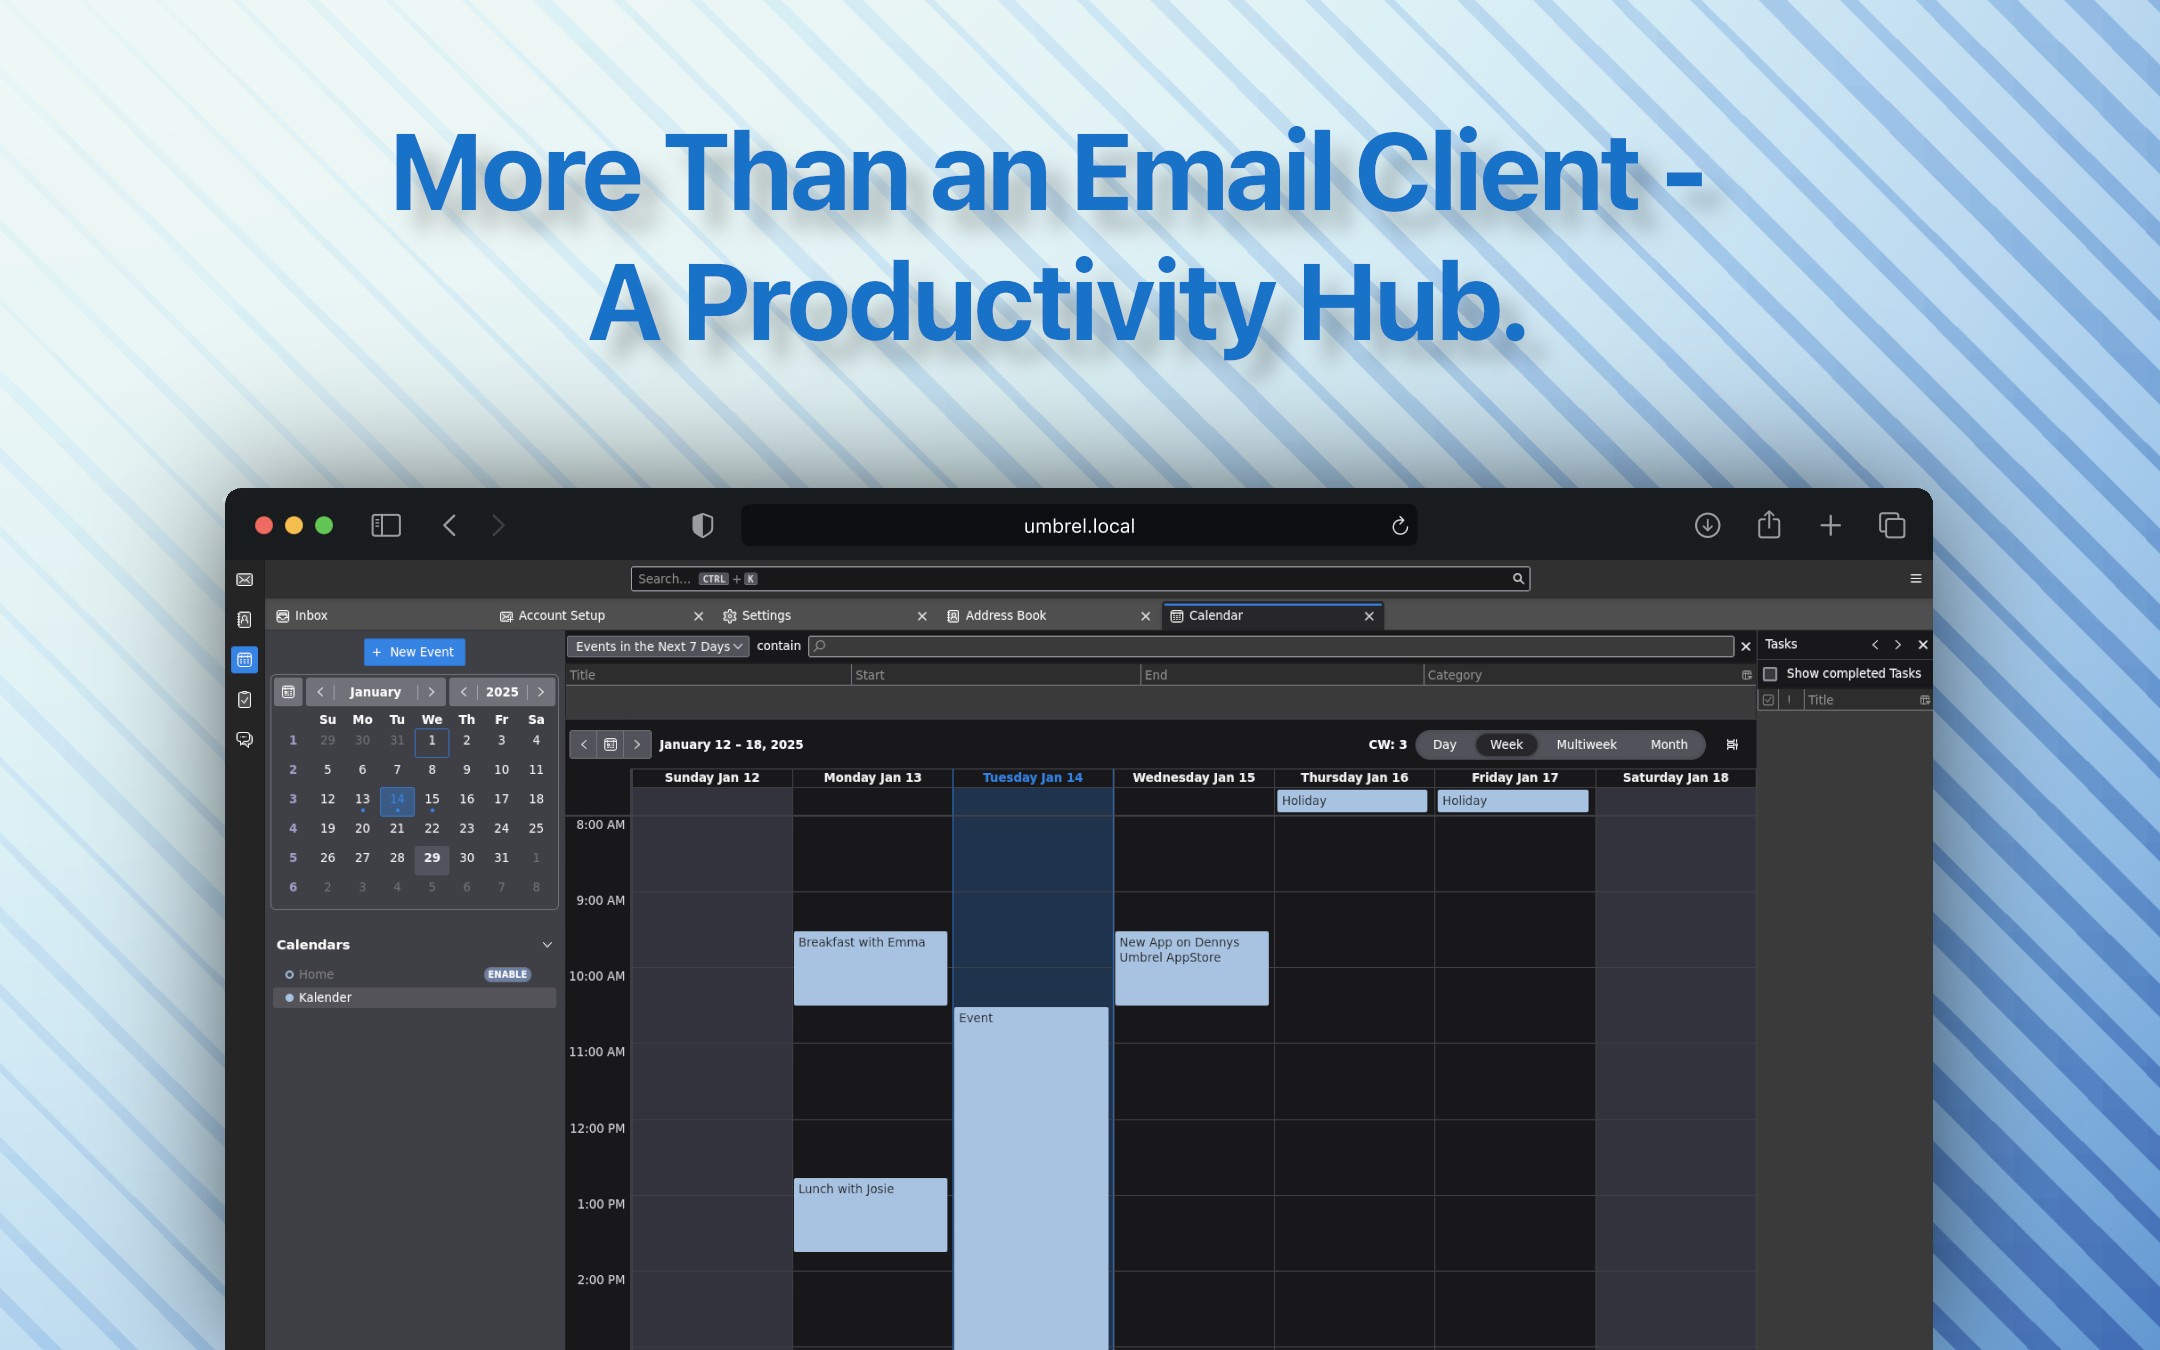 More Than an Email Client -
A Productivity Hub.
umbrel.local
Search... CTRL + K
Inbox
Account Setup
Settings
Address Book
Calendar
+ New Event
January
2025
Su Mo Tu We Th Fr Sa
1 29 30 31 1 2 3 4
2 5 6 7 8 9 10 11
3 12 13 14 15 16 17 18
4 19 20 21 22 23 24 25
5 26 27 28 29 30 31 1
6 2 3 4 5 6 7 8
Calendars
Home ENABLE
Kalender
Events in the Next 7 Days contain
Title Start End Category
January 12 – 18, 2025
CW: 3 Day Week Multiweek Month
Sunday Jan 12 Monday Jan 13 Tuesday Jan 14 Wednesday Jan 15 Thursday Jan 16 Friday Jan 17 Saturday Jan 18
Holiday Holiday
8:00 AM
9:00 AM
Breakfast with Emma
New App on Dennys
Umbrel AppStore
10:00 AM
Event
11:00 AM
12:00 PM
Lunch with Josie
1:00 PM
2:00 PM
Tasks
Show completed Tasks
Title